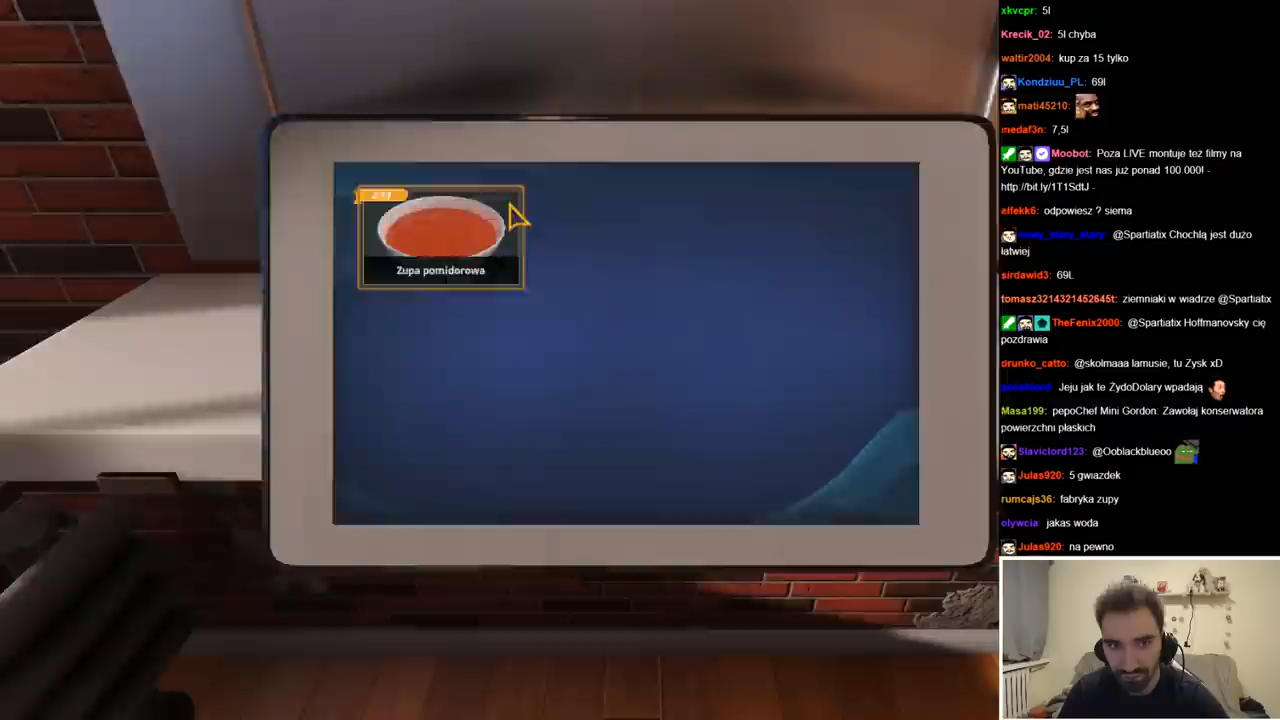 Zupa pomidorowa
xkvcpr: 5l
Krecik_02: 5l chyba
waltir2004: kup za 15 tylko
Kondziuu_PL: 69l
mati45210:
medaf3n: 7,5l
Moobot: Poza LIVE montuje też filmy na
YouTube, gdzie jest nas już ponad 100.000! -
http://bit.ly/1T1SdtJ -
affekk6: odpowiesz ? siema
@Spartiatix Chochlą jest dużo
łatwiej
sirdawid3: 69L
tomasz3214321452645t: ziemniaki w wiadrze @Spartiatix
TheFenix2000: @Spartiatix Hoffmanovsky cię
pozdrawia
drunko_catto: @skolmaaa lamusie, tu Zysk xD
Jeju jak te ŻydoDolary wpadają
Masa199: pepoChef Mini Gordon: Zawołaj konserwatora
powierzchni płaskich
Slaviclord123: @Ooblackblueoo
Julas920: 5 gwiazdek
rumcajs36: fabryka zupy
olywcia: jakas woda
Julas920: na pewno